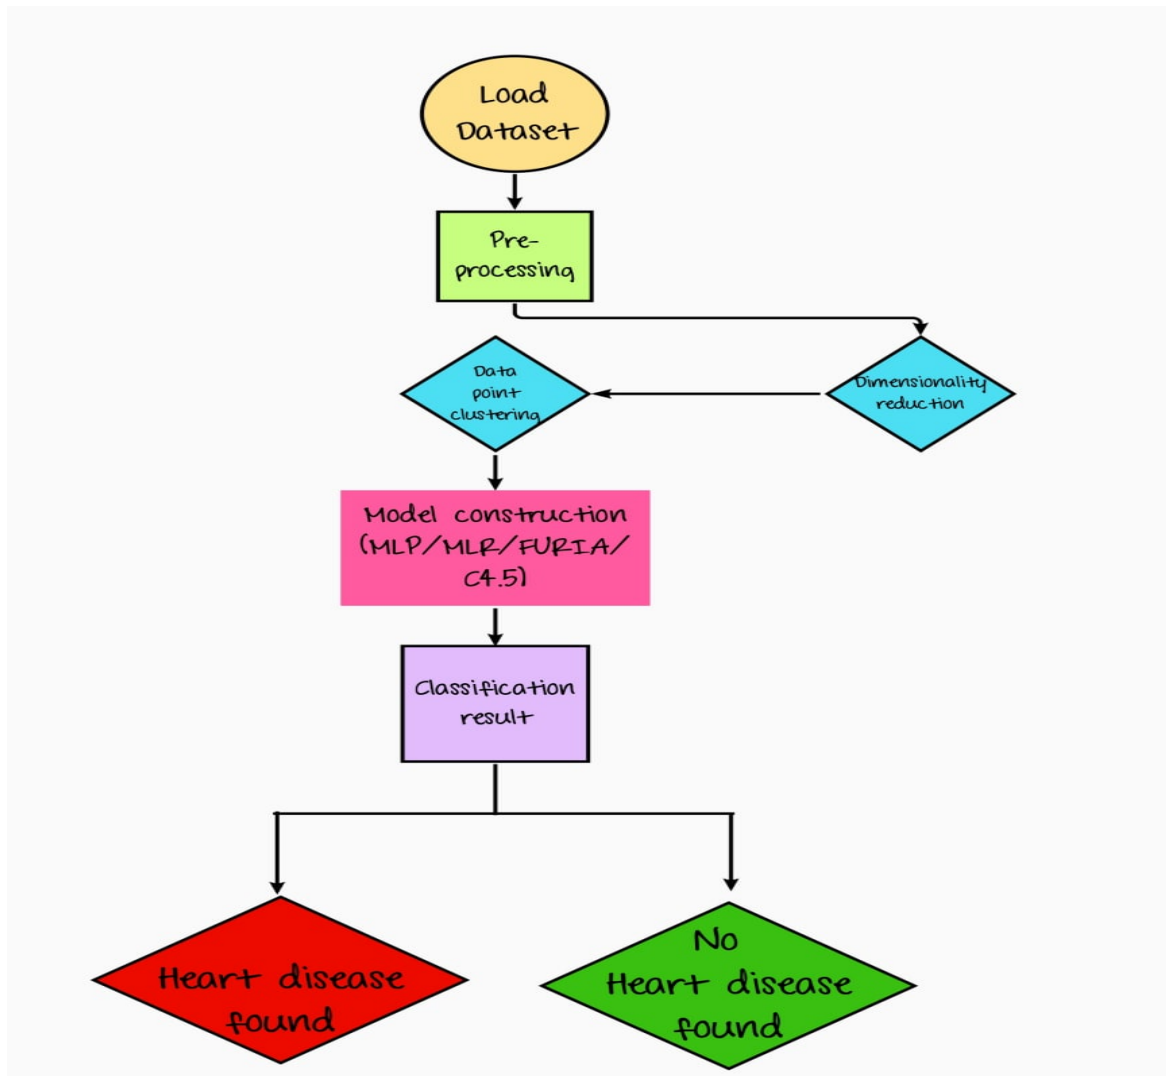 Load
Dataset
Pre-
processing
Dimensionality
reduction
Data
point
clustering
Model construction
(MLP/MLR/FURIA/
C4.5)
Classification
result
Heart disease
found
No
Heart disease
found